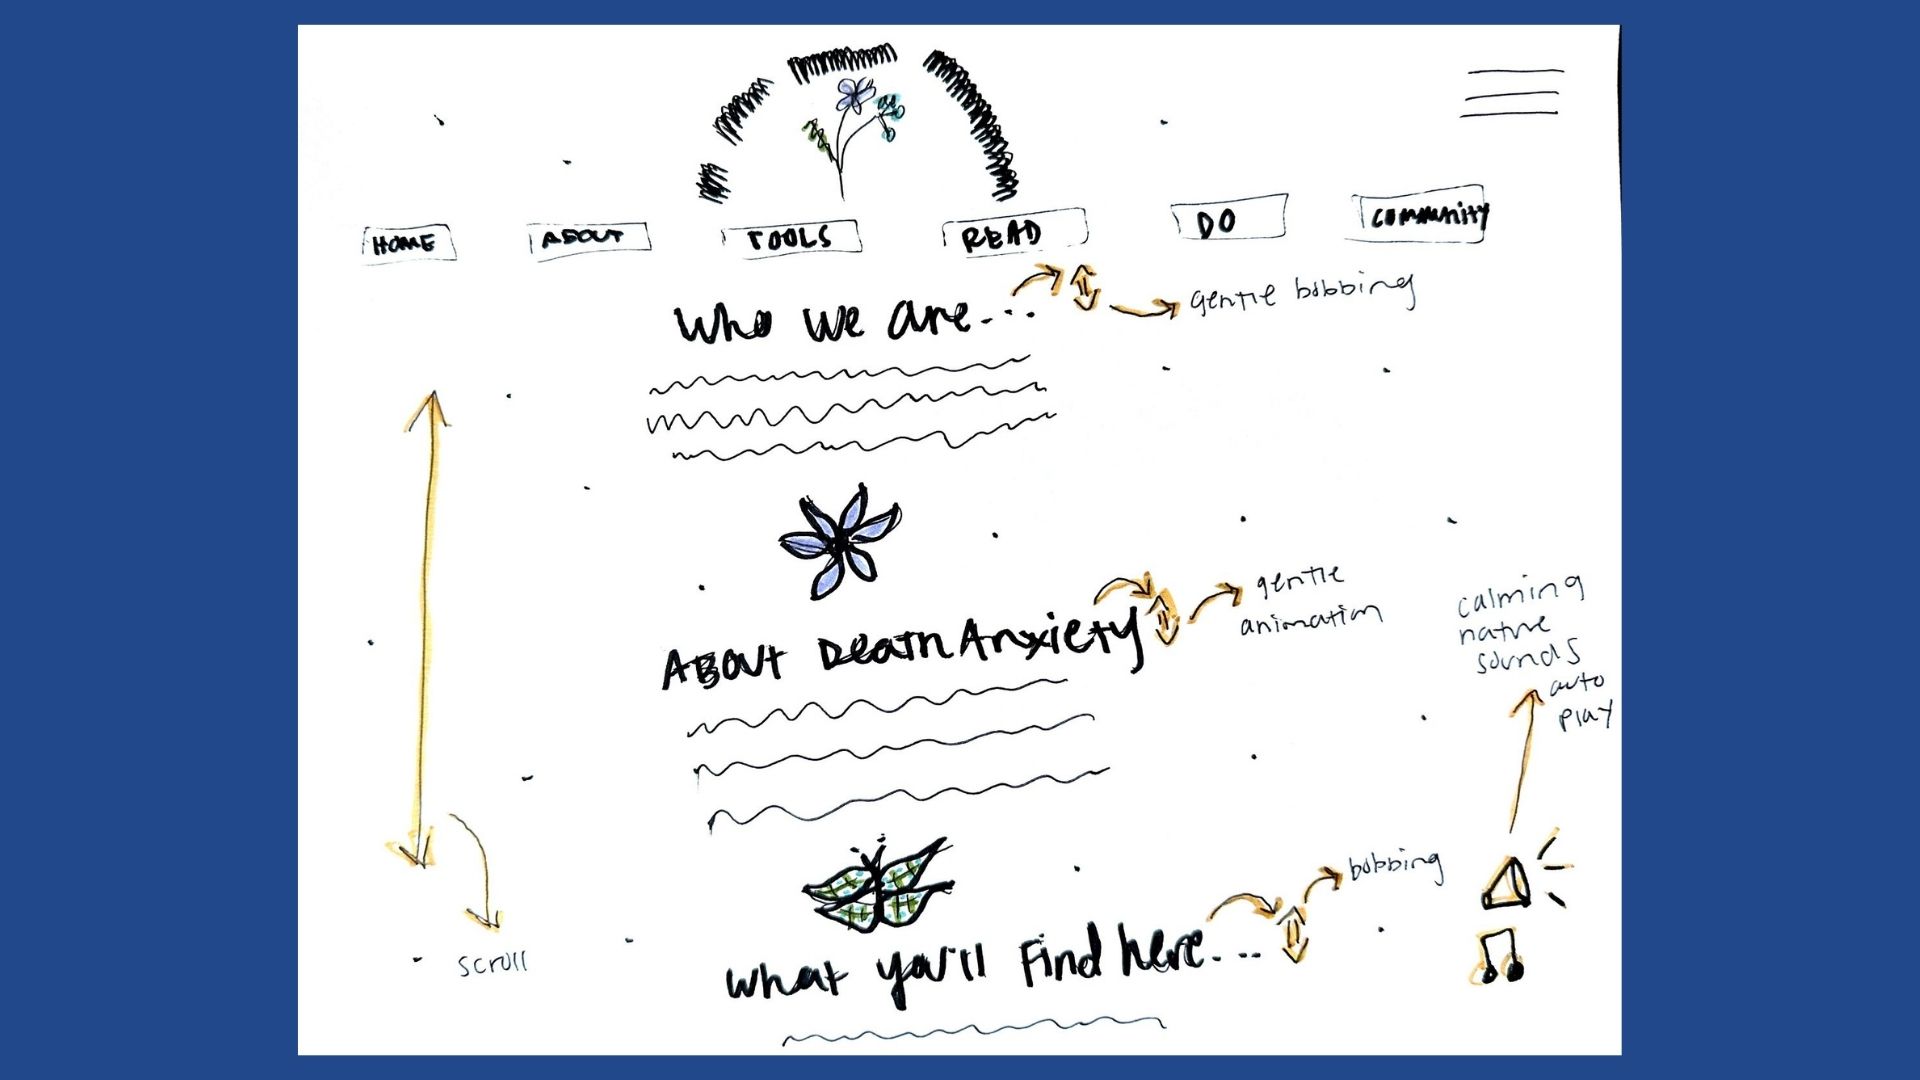 HOME
ABOUT
TOOLS
READ
DO
COMMUNITY
Who we are...
gentle bobbing
ABOUT Death Anxiety
gentle
animation
calming
nature
sounds
auto
play
What you'll Find here...
bobbing
scroll